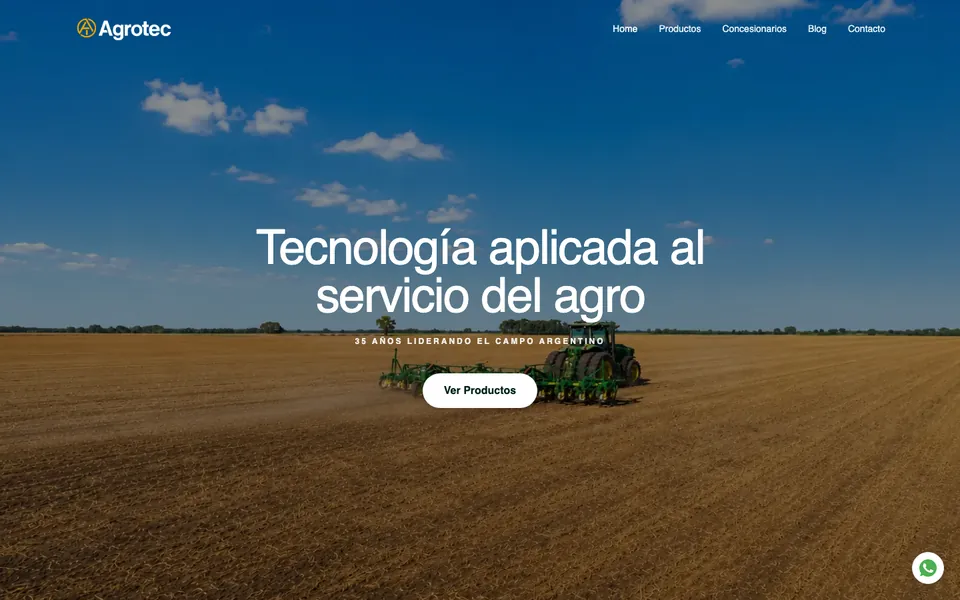 Agrotec
Home Productos Concesionarios Blog Contacto
Tecnología aplicada al
servicio del agro
35 AÑOS LIDERANDO EL CAMPO ARGENTINO
Ver Productos